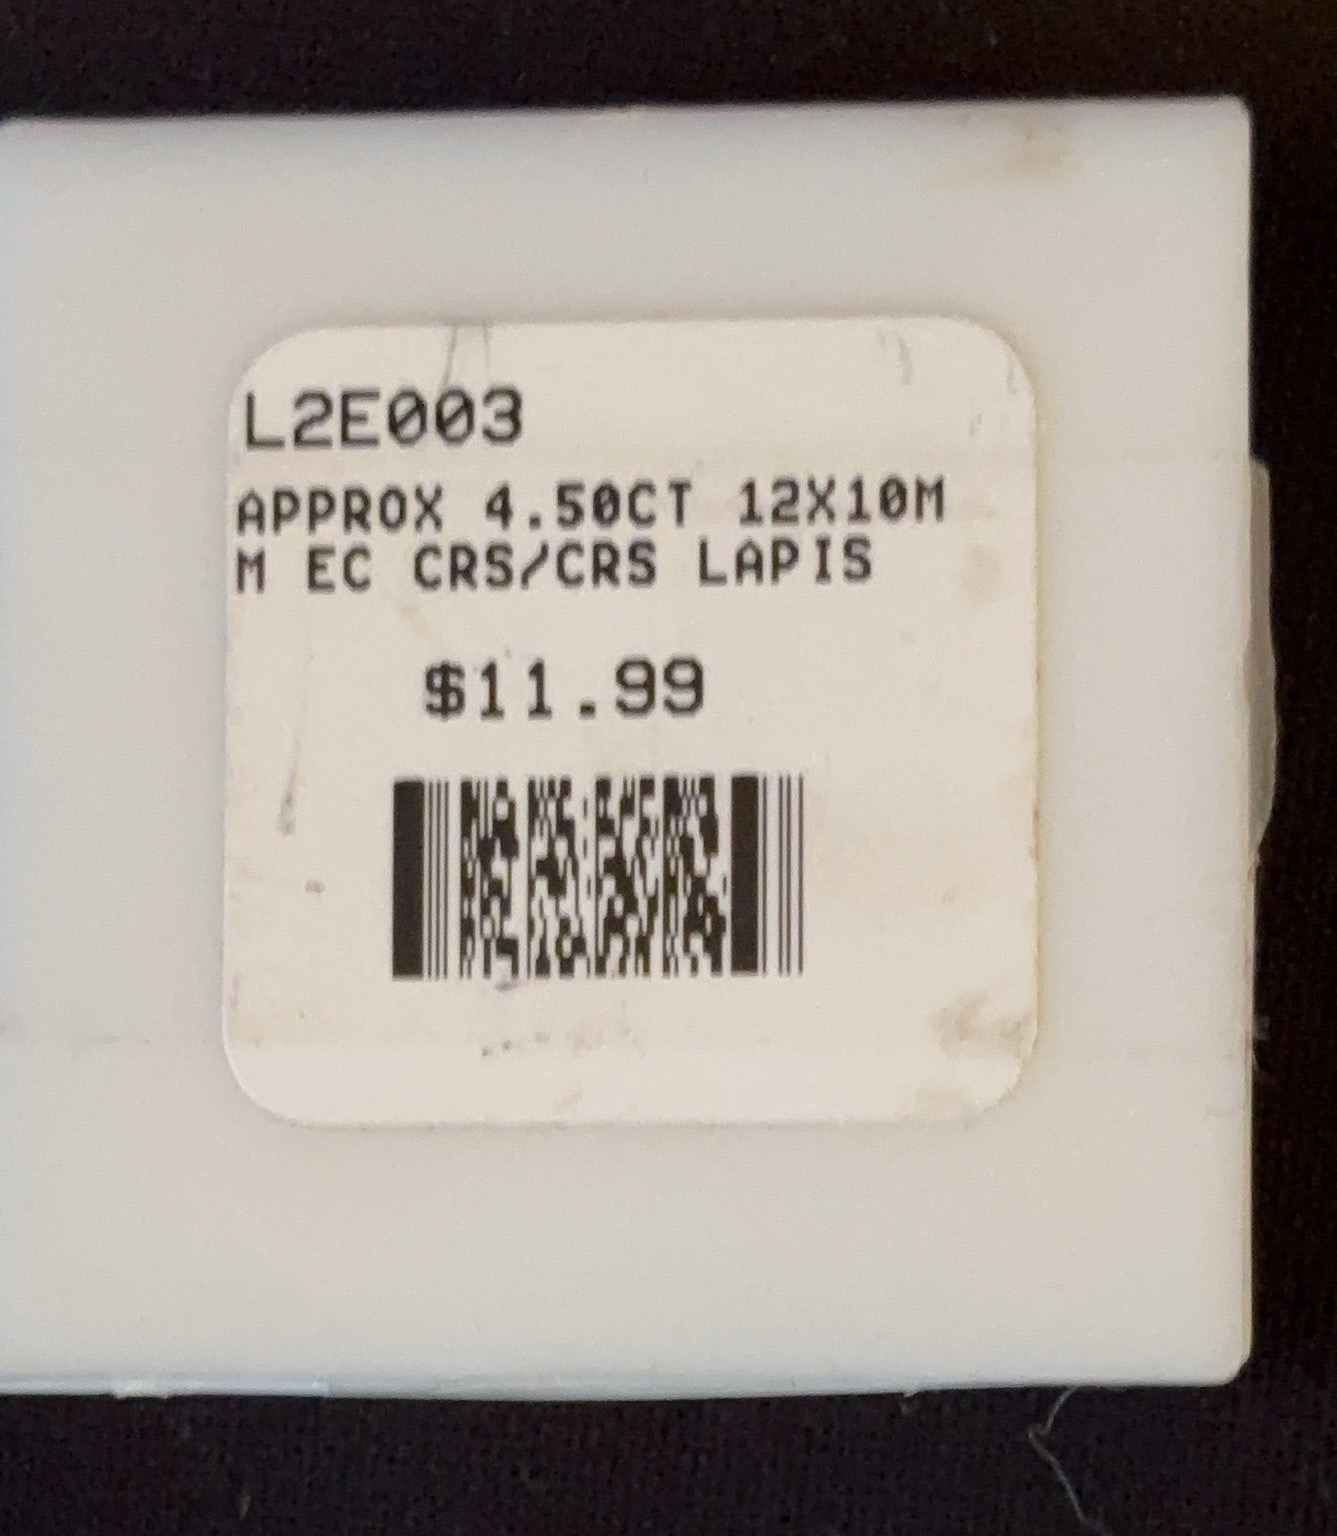 L2E003
APPROX 4.50CT 12X10M
M EC CRS/CRS LAPIS
$11.99